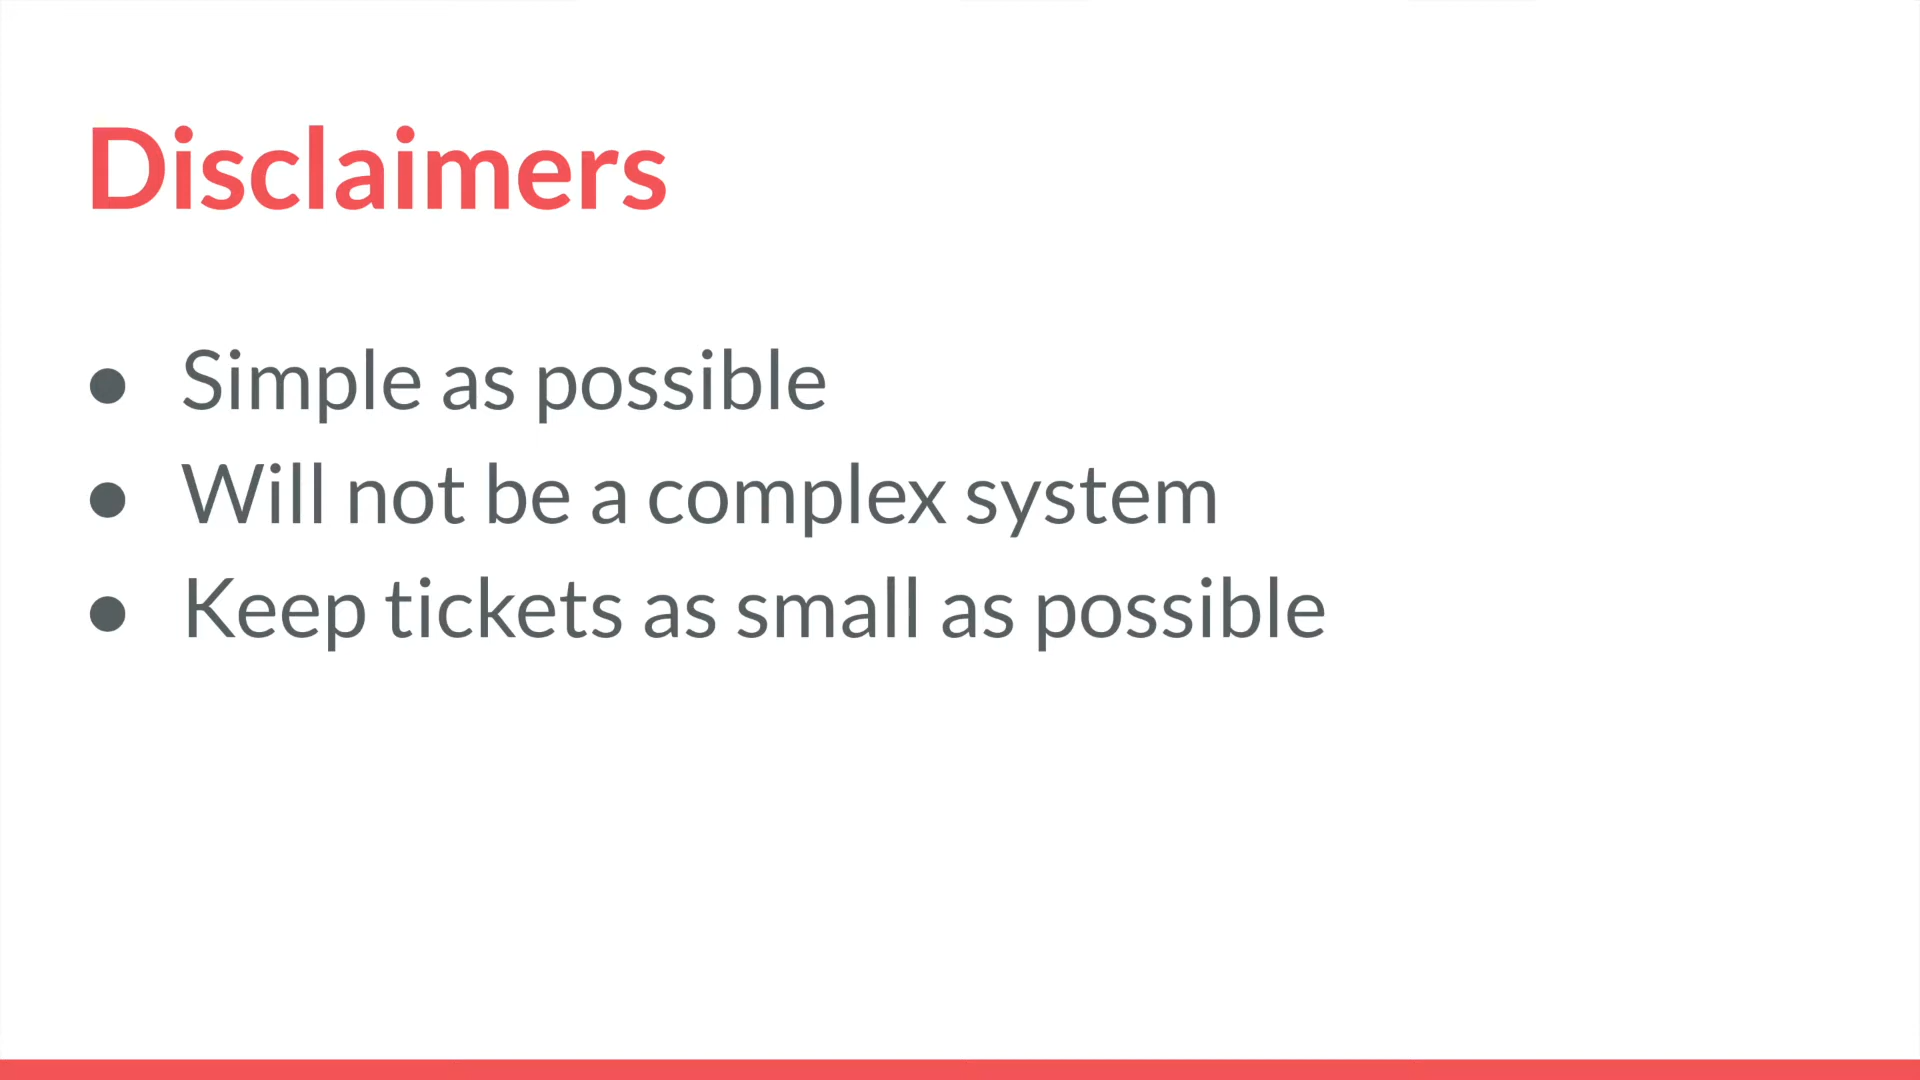 Disclaimers
● Simple as possible
● Will not be a complex system
● Keep tickets as small as possible